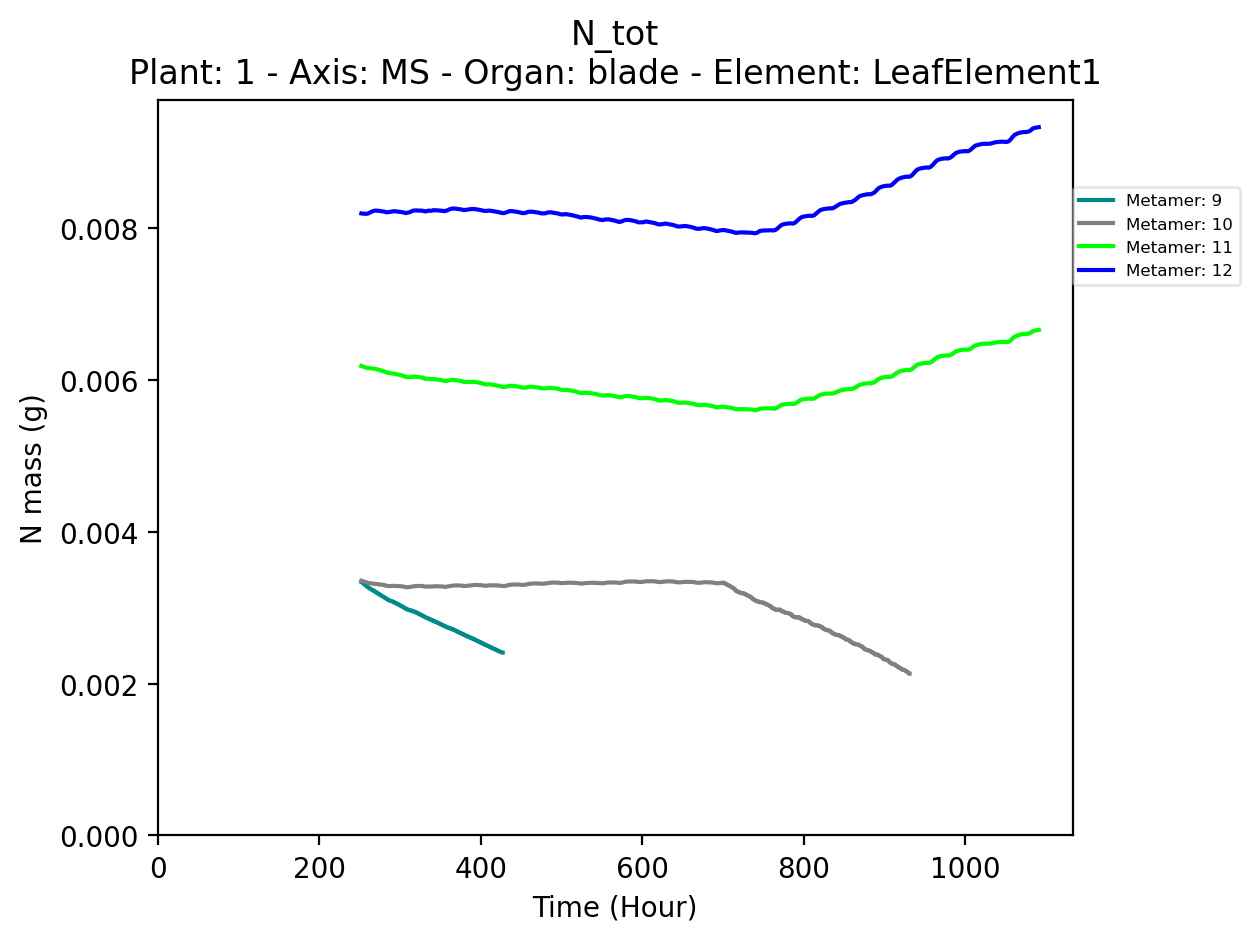 N_tot
Plant: 1 - Axis: MS - Organ: blade - Element: LeafElement1
N mass (g)
0.008
0.006
0.004
0.002
0.000
0
200
400
600
800
1000
Time (Hour)
Metamer: 9
Metamer: 10
Metamer: 11
Metamer: 12